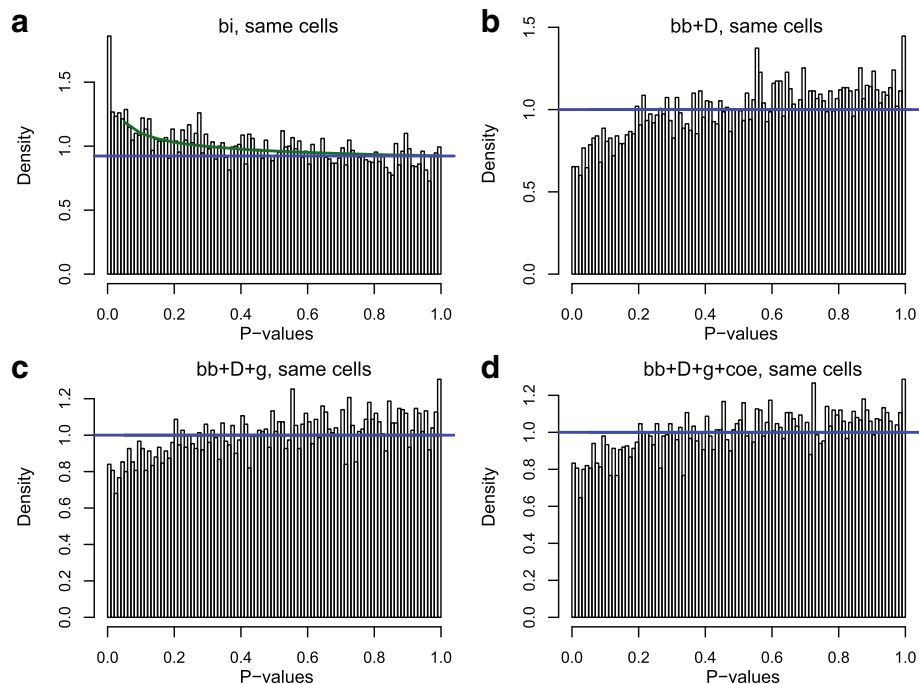 a
bi, same cells
Density
0.0 0.5 1.0 1.5
0.0 0.2 0.4 0.6 0.8 1.0
P−values
b
bb+D, same cells
Density
0.0 0.5 1.0 1.5
0.0 0.2 0.4 0.6 0.8 1.0
P−values
c
bb+D+g, same cells
Density
0.0 0.2 0.4 0.6 0.8 1.0 1.2
0.0 0.2 0.4 0.6 0.8 1.0
P−values
d
bb+D+g+coe, same cells
Density
0.0 0.2 0.4 0.6 0.8 1.0 1.2
0.0 0.2 0.4 0.6 0.8 1.0
P−values